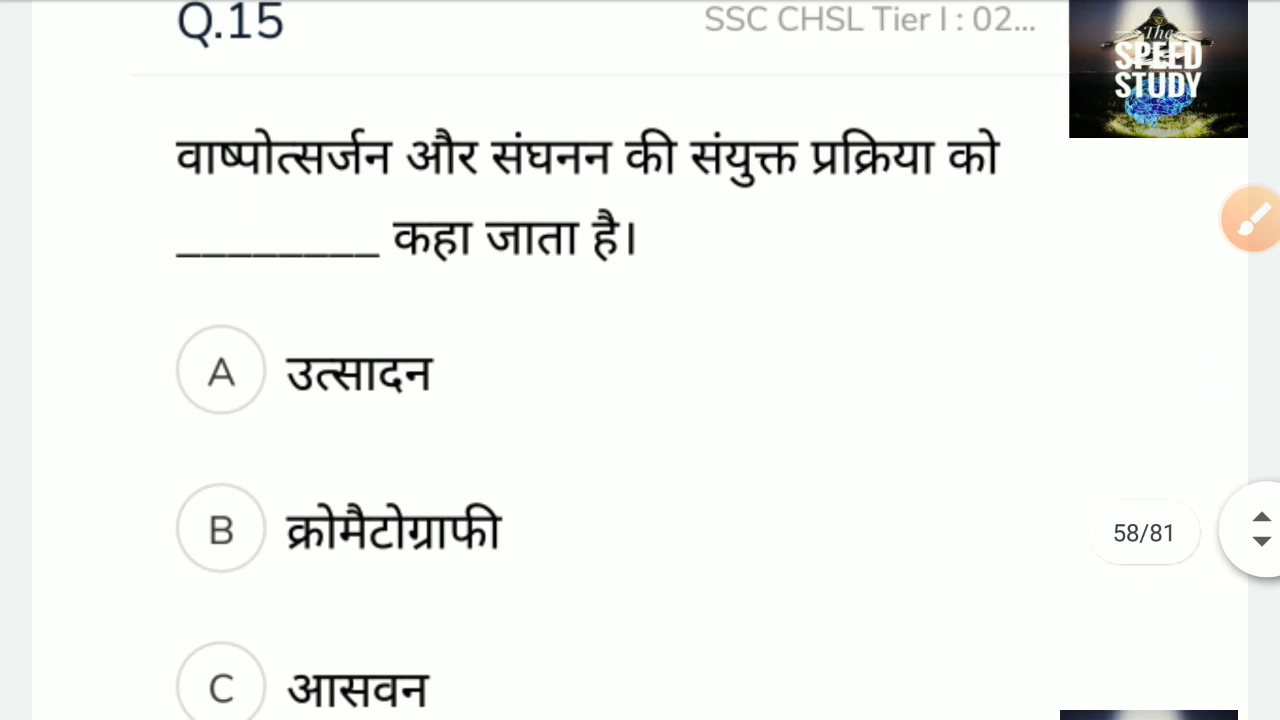 Q.15
SSC CHSL Tier I : 02...
The
SPEED
STUDY
वाष्पोत्सर्जन और संघनन की संयुक्त प्रक्रिया को
________ कहा जाता है।
A उत्सादन
B क्रोमैटोग्राफी
58/81
C आसवन